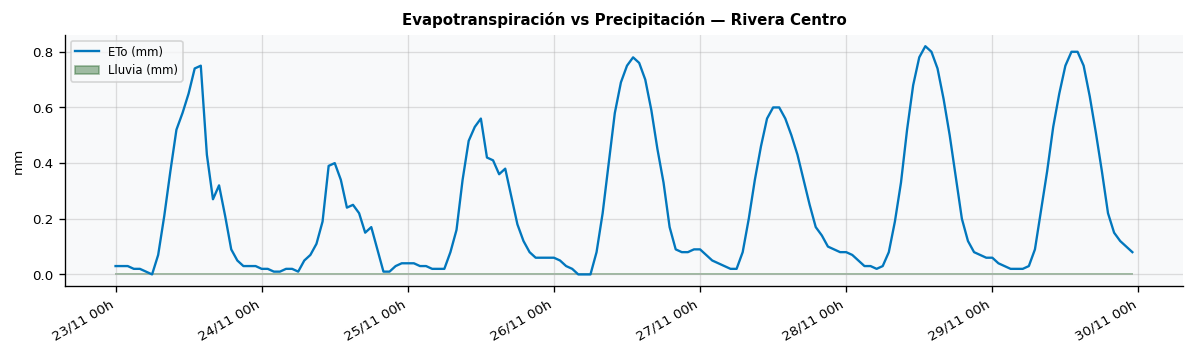 Evapotranspiración vs Precipitación — Rivera Centro
ETo (mm)
Lluvia (mm)
mm
0.8
0.6
0.4
0.2
0.0
23/11 00h
24/11 00h
25/11 00h
26/11 00h
27/11 00h
28/11 00h
29/11 00h
30/11 00h